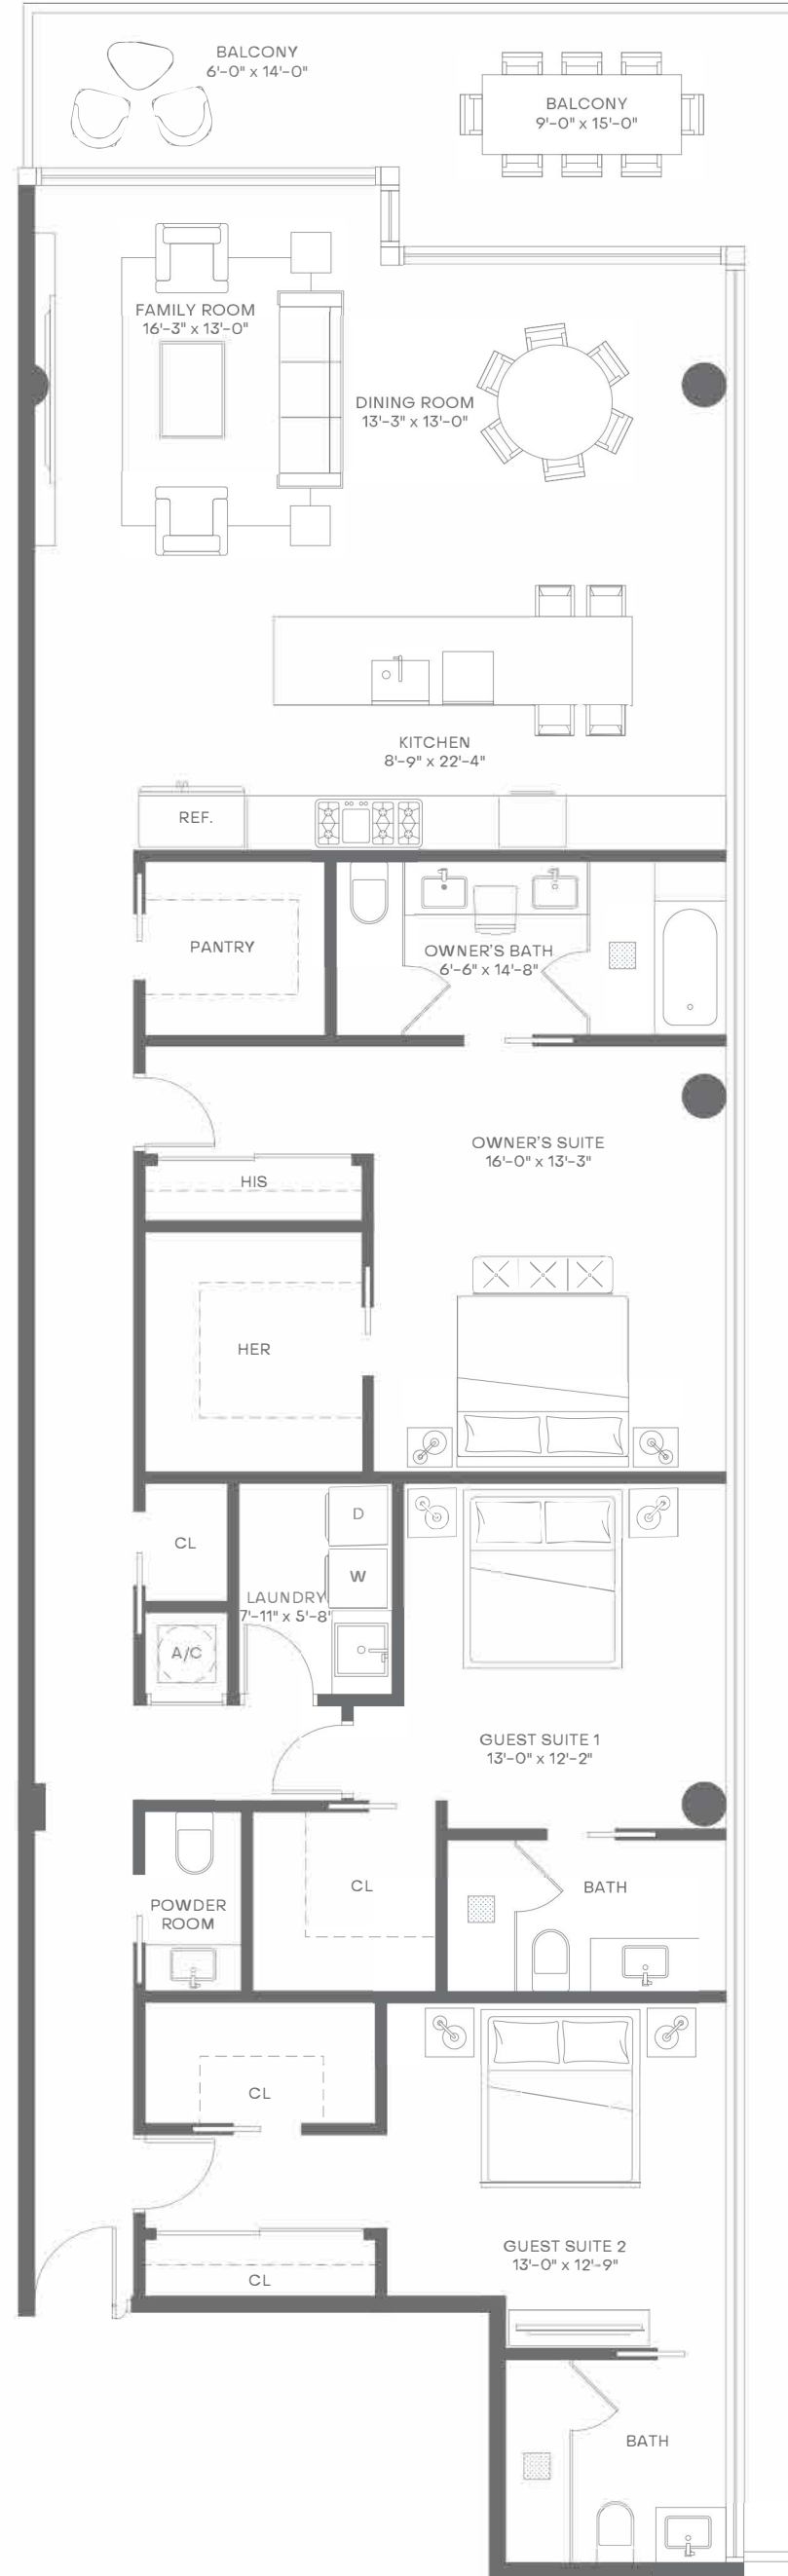 BALCONY
6'-0" x 14'-0"
BALCONY
9'-0" x 15'-0"
FAMILY ROOM
16'-3" x 13'-0"
DINING ROOM
13'-3" x 13'-0"
KITCHEN
8'-9" x 22'-4"
REF.
PANTRY
OWNER'S BATH
6'-6" x 14'-8"
OWNER'S SUITE
16'-0" x 13'-3"
HIS
HER
D
CL
W
LAUNDRY
7'-11" x 5'-8"
A/C
GUEST SUITE 1
13'-0" x 12'-2"
CL
BATH
POWDER
ROOM
CL
GUEST SUITE 2
13'-0" x 12'-9"
CL
BATH